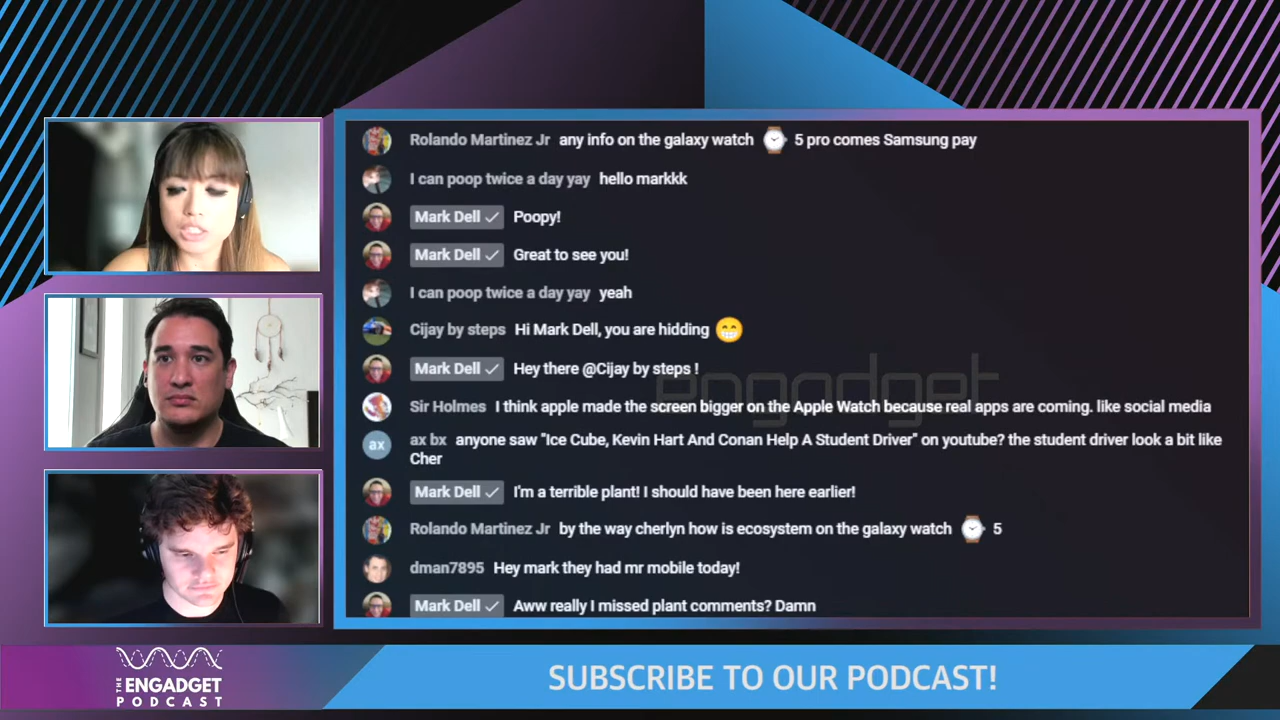 Rolando Martinez Jr any info on the galaxy watch ⌚ 5 pro comes Samsung pay
I can poop twice a day yay hello markkk
Mark Dell ✓ Poopy!
Mark Dell ✓ Great to see you!
I can poop twice a day yay yeah
Cijay by steps Hi Mark Dell, you are hidding 😁
Mark Dell ✓ Hey there @Cijay by steps !
engadget
Sir Holmes I think apple made the screen bigger on the Apple Watch because real apps are coming. like social media
ax ax bx anyone saw "Ice Cube, Kevin Hart And Conan Help A Student Driver" on youtube? the student driver look a bit like
Cher
Mark Dell ✓ I'm a terrible plant! I should have been here earlier!
Rolando Martinez Jr by the way cherlyn how is ecosystem on the galaxy watch ⌚ 5
dman7895 Hey mark they had mr mobile today!
Mark Dell ✓ Aww really I missed plant comments? Damn
THE ENGADGET
PODCAST
SUBSCRIBE TO OUR PODCAST!